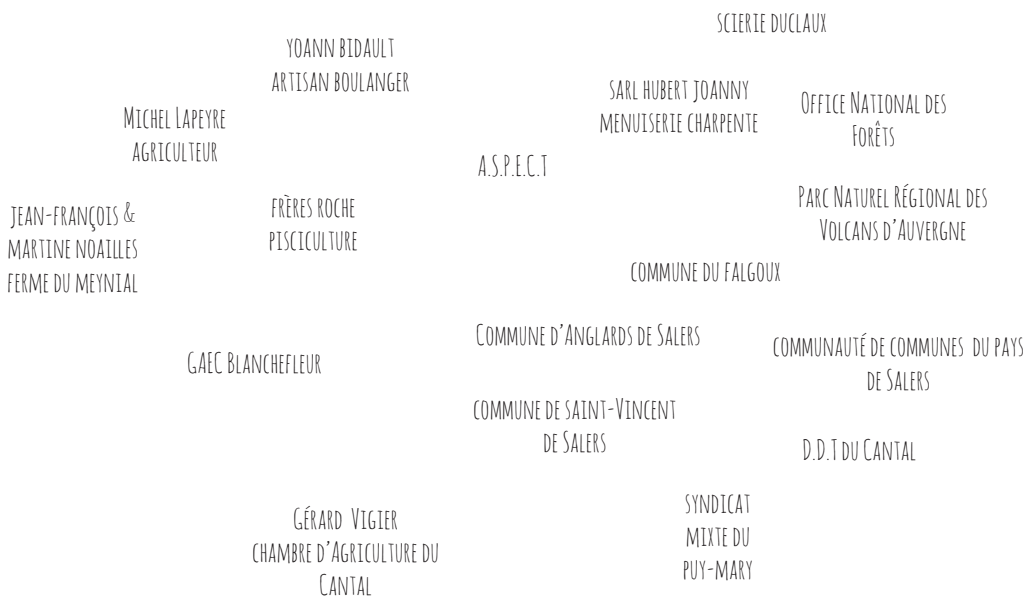 SCIERIE DUCLAUX
YOANN BIDAULT
ARTISAN BOULANGER
SARL HUBERT JOANNY
MENUISERIE CHARPENTE
OFFICE NATIONAL DES
FORÊTS
MICHEL LAPEYRE
AGRICULTEUR
A.S.P.E.C.T
PARC NATUREL RÉGIONAL DES
VOLCANS D'AUVERGNE
JEAN-FRANÇOIS &
MARTINE NOAILLES
FERME DU MEYNIAL
FRÈRES ROCHE
PISCICULTURE
COMMUNE DU FALGOUX
COMMUNE D'ANGLARDS DE SALERS
COMMUNAUTÉ DE COMMUNES DU PAYS
DE SALERS
GAEC BLANCHEFLEUR
COMMUNE DE SAINT-VINCENT
DE SALERS
D.D.T DU CANTAL
SYNDICAT
MIXTE DU
PUY-MARY
GÉRARD VIGIER
CHAMBRE D'AGRICULTURE DU
CANTAL